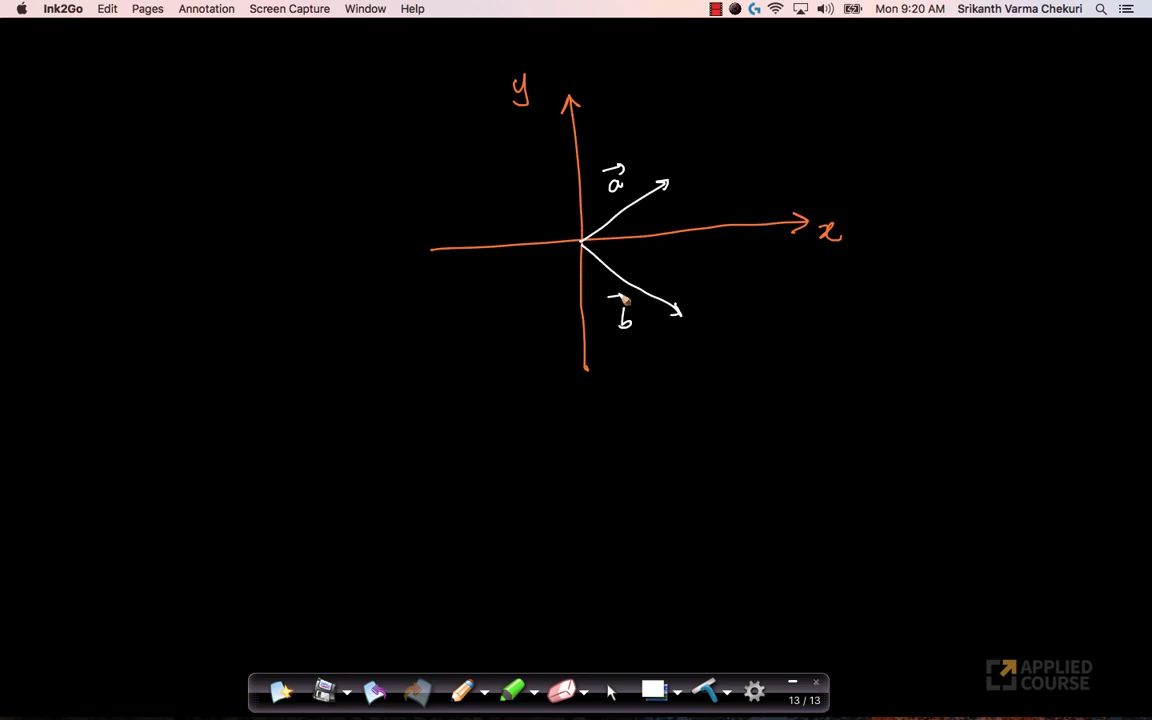 Ink2Go Edit Pages Annotation Screen Capture Window Help Mon 9:20 AM Srikanth Varma Chekuri
y
a
x
b
APPLIED
COURSE
13 / 13